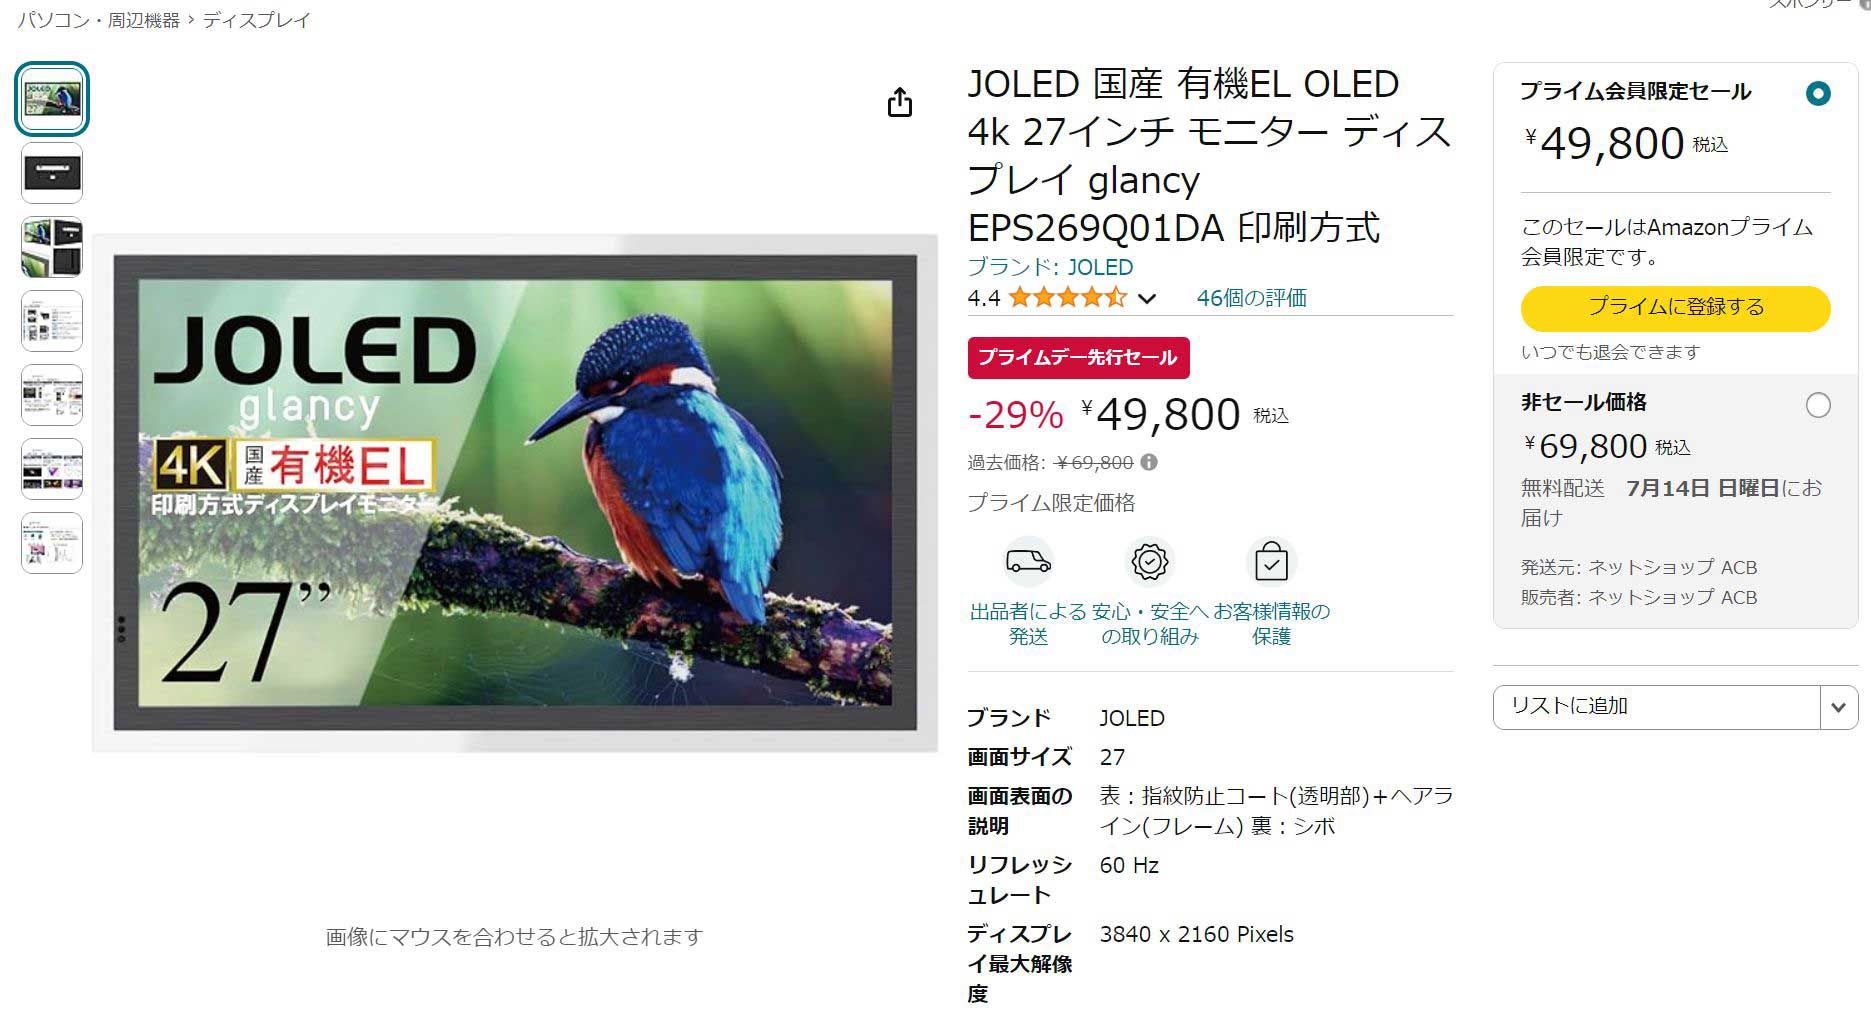 スポンサー
パソコン・周辺機器 › ディスプレイ
JOLED
glancy
4K 国産 有機EL
印刷方式ディスプレイモニター
27”
画像にマウスを合わせると拡大されます
JOLED 国産 有機EL OLED
4k 27インチ モニター ディス
プレイ glancy
EPS269Q01DA 印刷方式
ブランド: JOLED
4.4 46個の評価
プライムデー先行セール
-29% ¥49,800 税込
過去価格: ¥69,800
プライム限定価格
出品者による
発送
安心・安全へ
の取り組み
お客様情報の
保護
ブランド JOLED
画面サイズ 27
画面表面の 表：指紋防止コート(透明部)＋ヘアラ
説明 イン(フレーム) 裏：シボ
リフレッシ 60 Hz
ュレート
ディスプレ 3840 x 2160 Pixels
イ最大解像
度
プライム会員限定セール
¥49,800 税込
このセールはAmazonプライム
会員限定です。
プライムに登録する
いつでも退会できます
非セール価格
¥69,800 税込
無料配送 7月14日 日曜日にお
届け
発送元: ネットショップ ACB
販売者: ネットショップ ACB
リストに追加